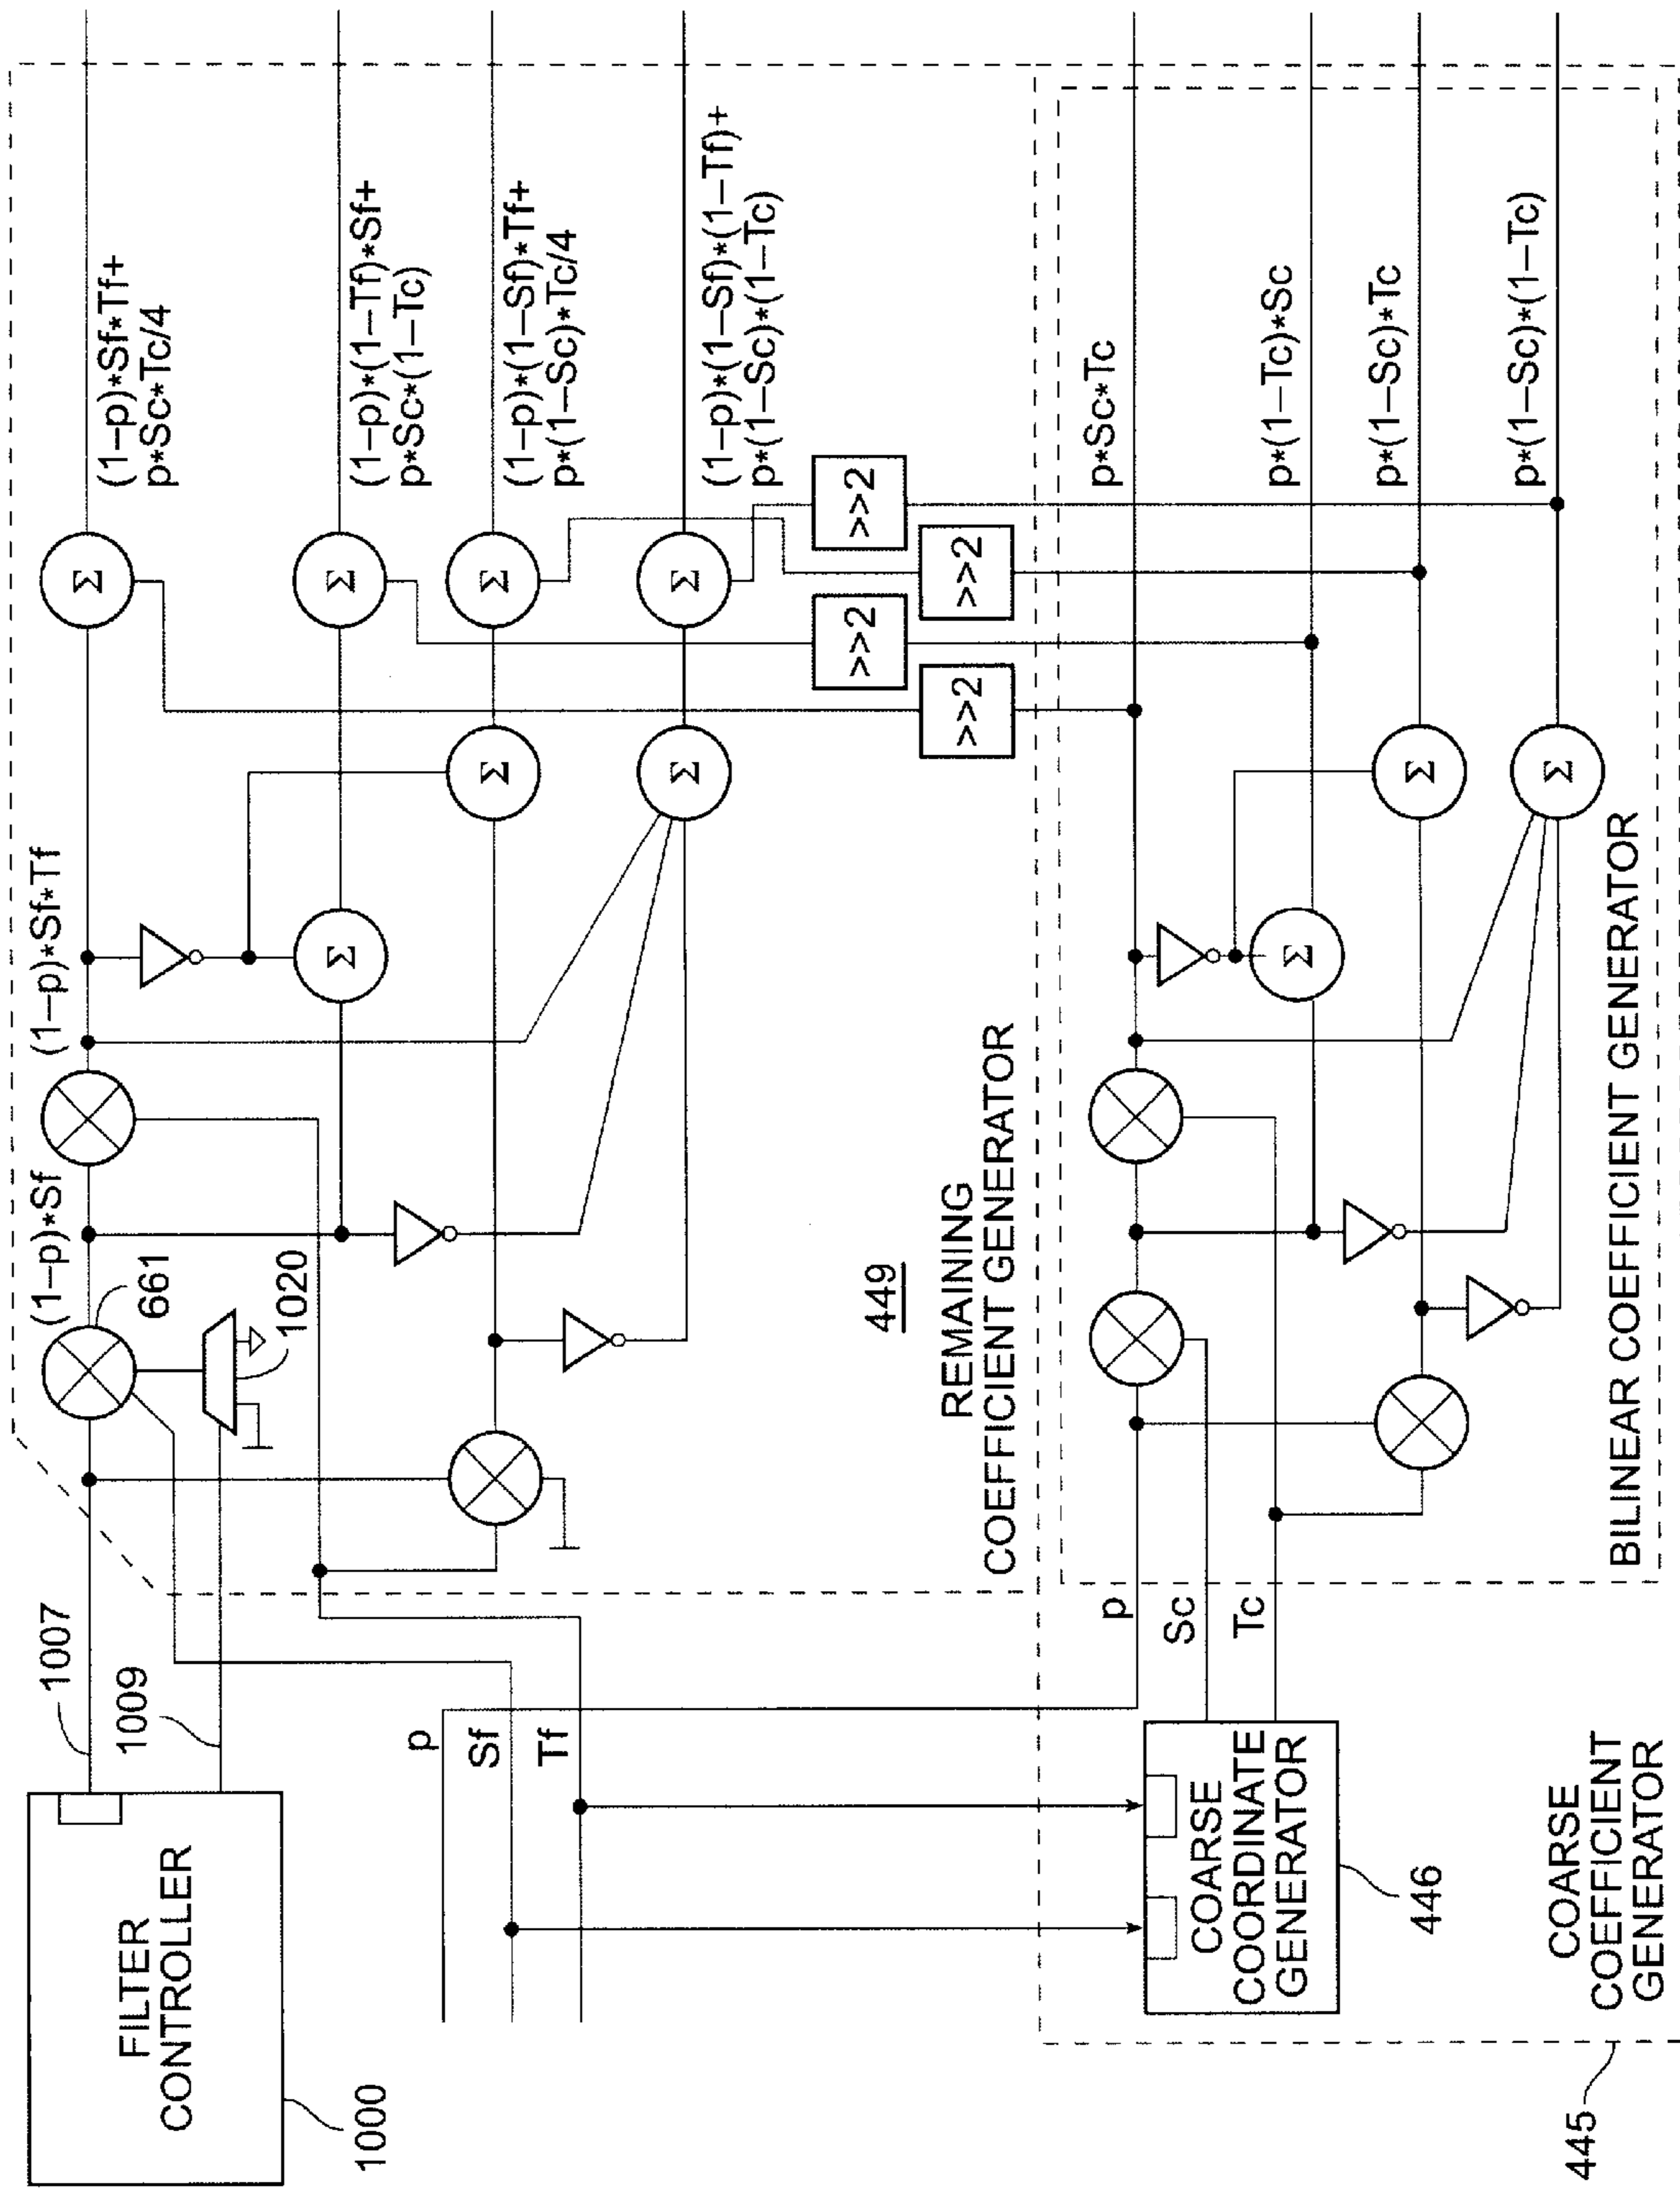 FILTER
CONTROLLER
1000
1007
1009
p
Sf
Tf
(1–p)*Sf
661
1020
(1–p)*Sf*Tf
Σ
Σ
Σ
Σ
Σ
Σ
Σ
(1–p)*Sf*Tf+
p*Sc*Tc/4
(1–p)*(1–Tf)*Sf+
p*Sc*(1–Tc)
(1–p)*(1–Sf)*Tf+
p*(1–Sc)*Tc/4
(1–p)*(1–Sf)*(1–Tf)+
p*(1–Sc)*(1–Tc)
449
REMAINING
COEFFICIENT GENERATOR
>>2
>>2
>>2
>>2
p
Sc
Tc
COARSE
COORDINATE
GENERATOR
446
Σ
Σ
Σ
p*Sc*Tc
p*(1–Tc)*Sc
p*(1–Sc)*Tc
p*(1–Sc)*(1–Tc)
BILINEAR COEFFICIENT GENERATOR
COARSE
COEFFICIENT
GENERATOR
445